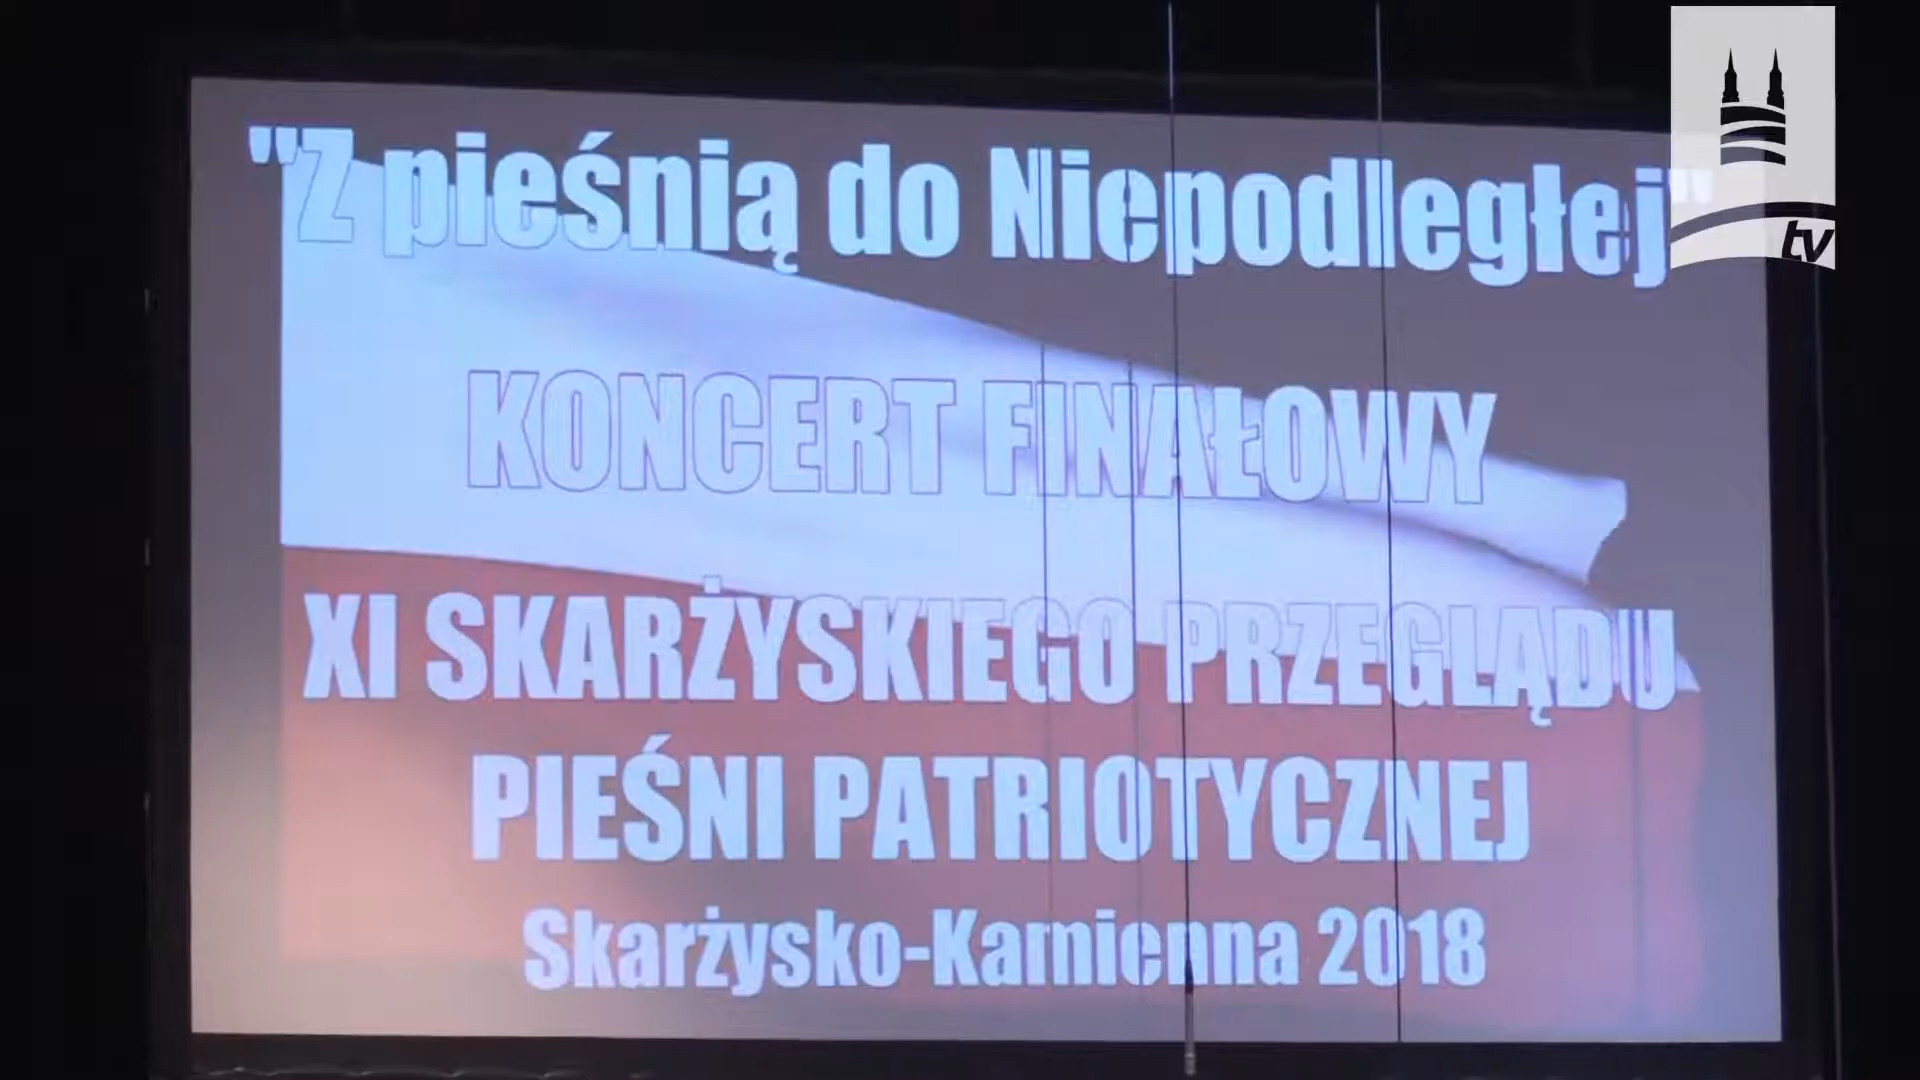 "Z pieśnią do Niepodległej"
KONCERT FINAŁOWY
XI SKARŻYSKIEGO PRZEGLĄDU
PIEŚNI PATRIOTYCZNEJ
Skarżysko-Kamienna 2018
tv